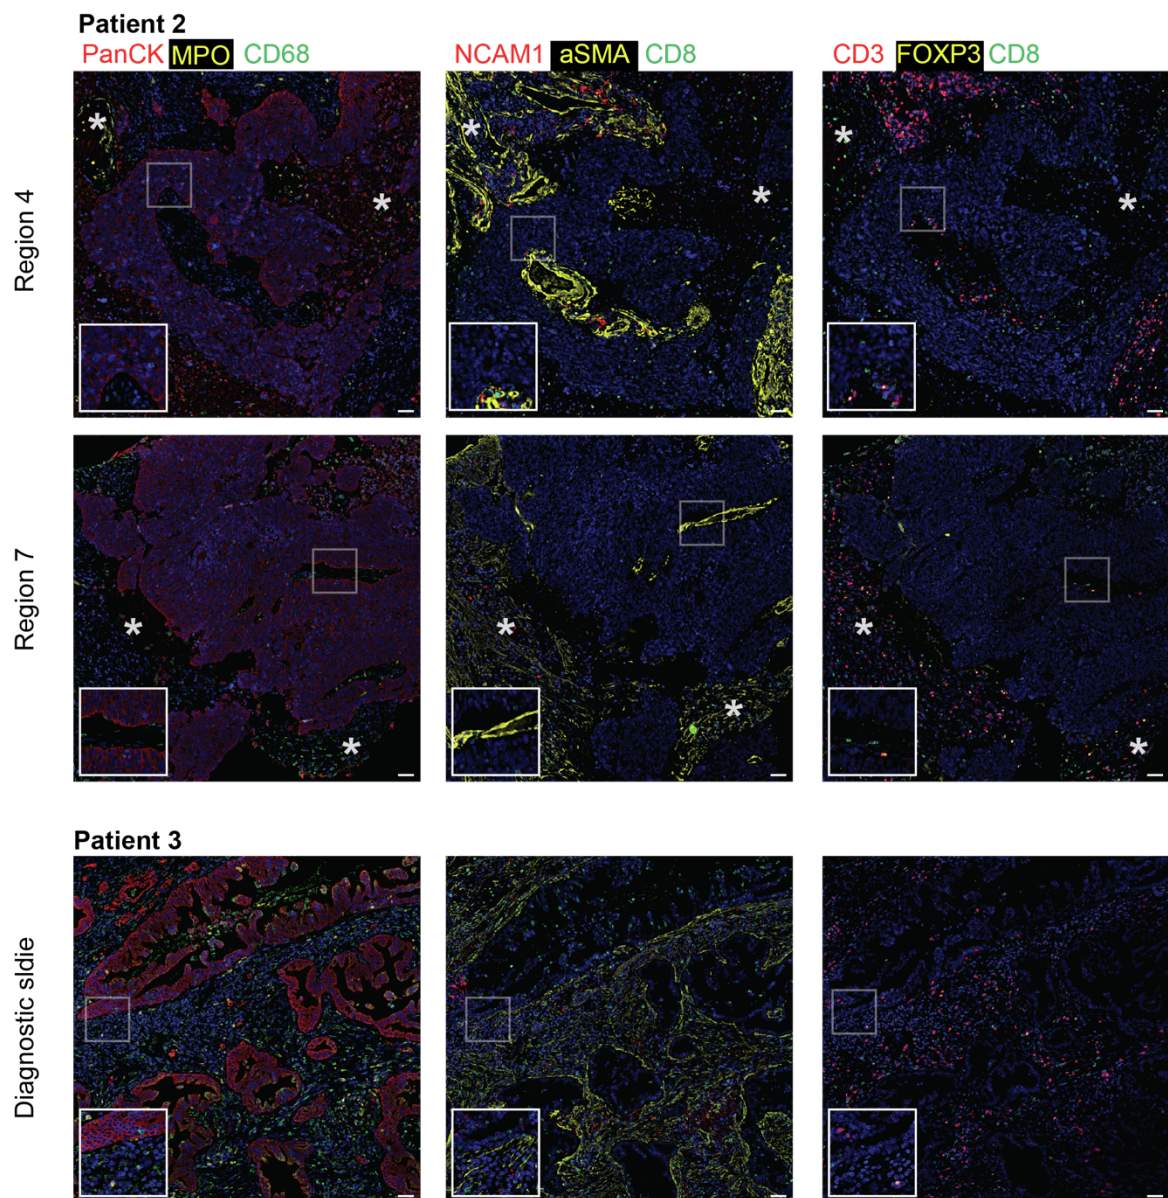 Patient 2
PanCK MPO CD68
NCAM1 aSMA CD8
CD3 FOXP3 CD8
Region 4
* * * * * *
Region 7
* * * * * *
Patient 3
Diagnostic sldie